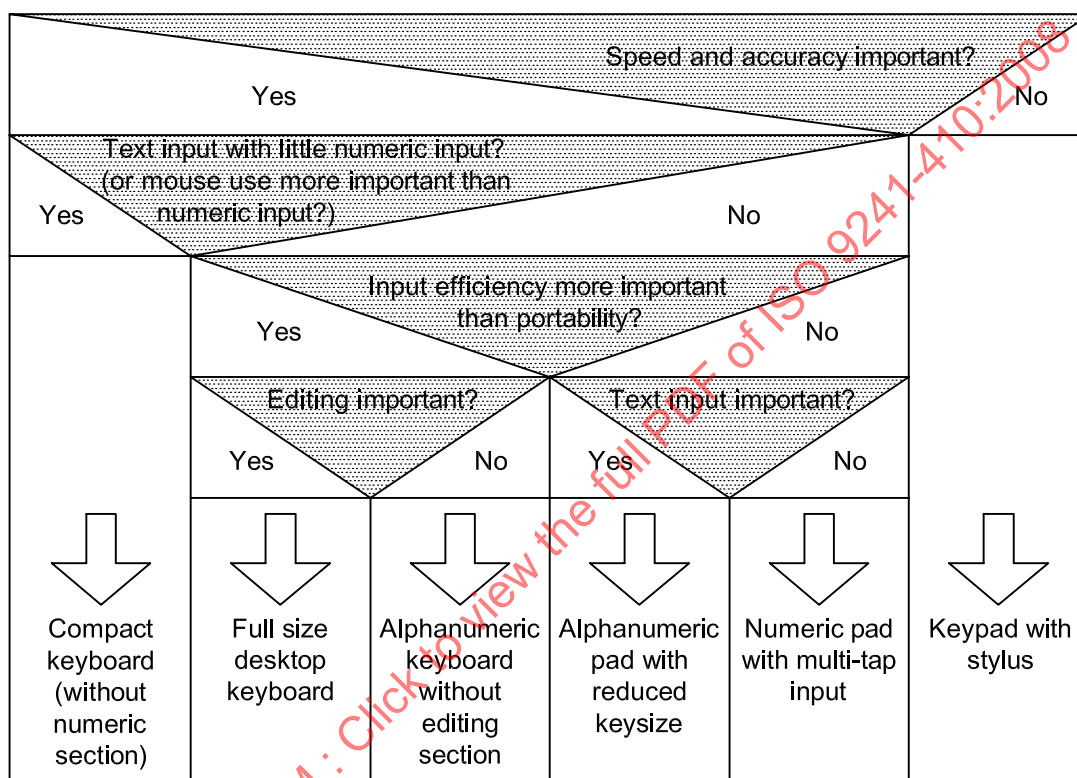 Speed and accuracy important?
Yes
No
Text input with little numeric input?
(or mouse use more important than
numeric input?)
Yes
No
Input efficiency more important
than portability?
Yes
No
Editing important?
Text input important?
Yes
No
Yes
No
Compact
keyboard
(without
numeric
section)
Full size
desktop
keyboard
Alphanumeric
keyboard
without
editing
section
Alphanumeric
pad with
reduced
keysize
Numeric pad
with multi-tap
input
Keypad with
stylus
: Click to view the full PDF of ISO 9241-410:2008